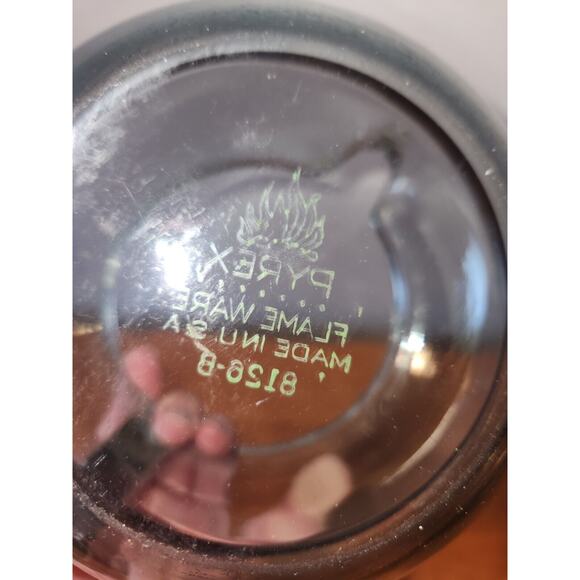 PYREX
FLAME WARE
MADE IN U S A
8126-B